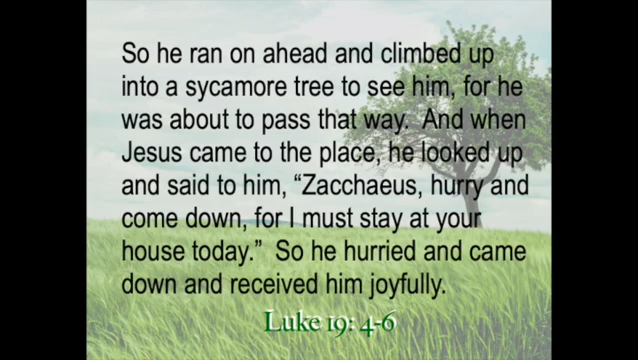 So he ran on ahead and climbed up
into a sycamore tree to see him, for he
was about to pass that way.  And when
Jesus came to the place, he looked up
and said to him, “Zacchaeus, hurry and
come down, for I must stay at your
house today.”  So he hurried and came
down and received him joyfully.
Luke 19: 4-6